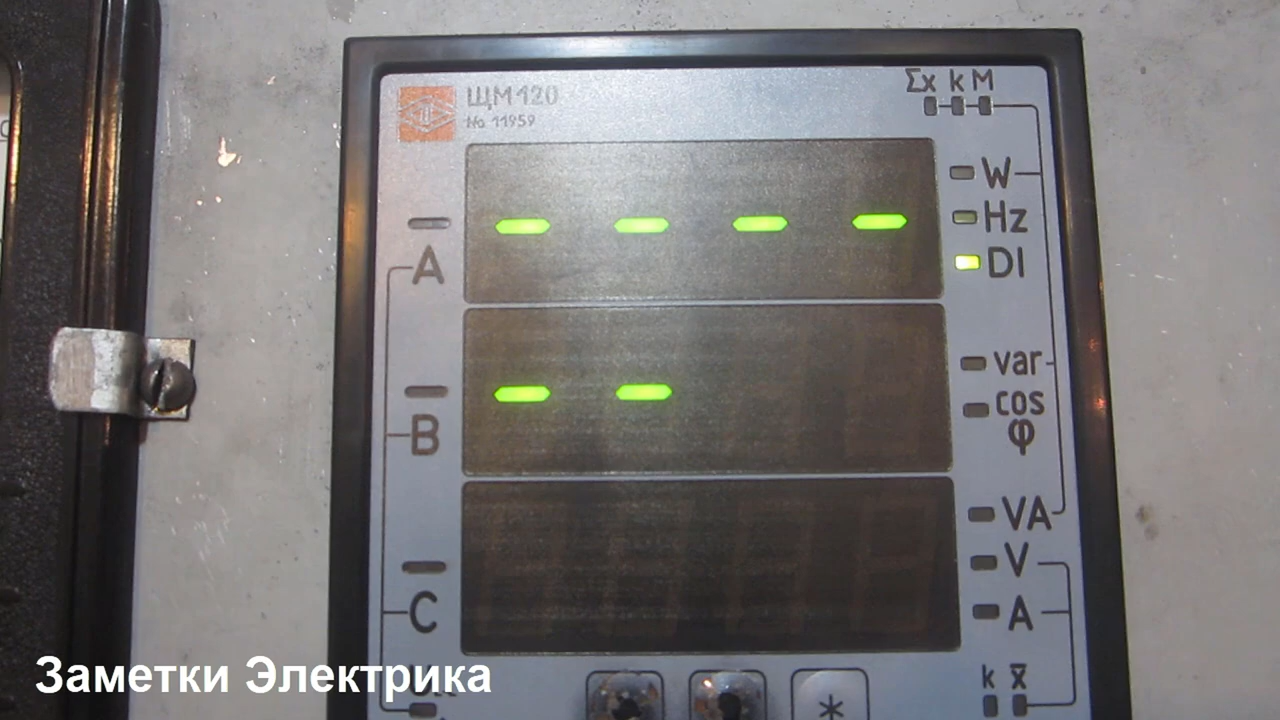 ЩМ120
№ 11959
Σx k M
W
Hz
DI
A
var
cos
φ
B
VA
V
A
C
k x̅
*
Заметки Электрика